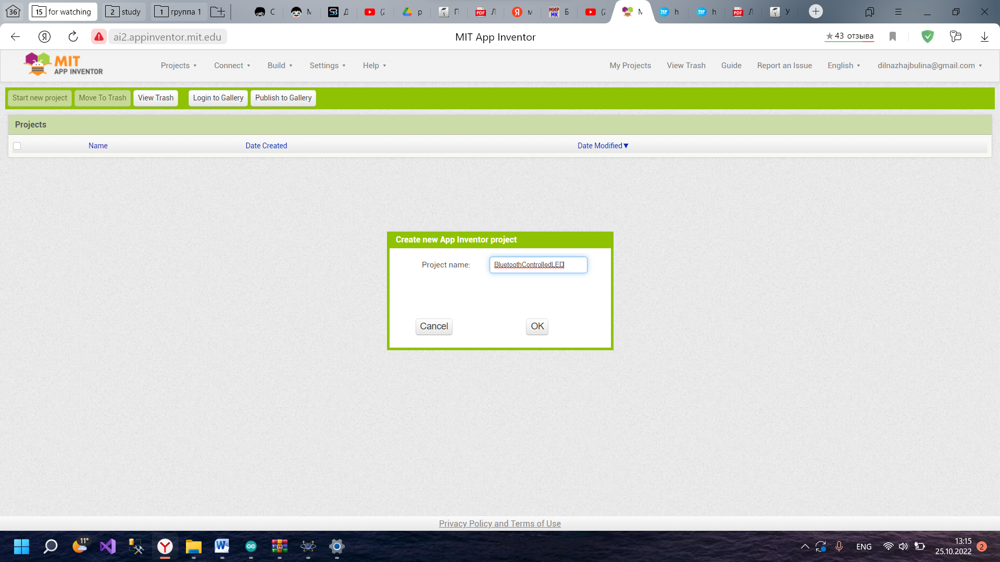 36 15 for watching 2 study 1 группа 1 С М Д (2 р П Л м Б (2 М h h Л У
ai2.appinventor.mit.edu MIT App Inventor 43 отзыва
MIT APP INVENTOR Projects Connect Build Settings Help My Projects View Trash Guide Report an Issue English dilnazhajbulina@gmail.com
Start new project Move To Trash View Trash Login to Gallery Publish to Gallery
Projects
Name Date Created Date Modified▼
Create new App Inventor project
Project name: BluetoothControlledLED
Cancel OK
Privacy Policy and Terms of Use
11° ENG 13:15
25.10.2022 2